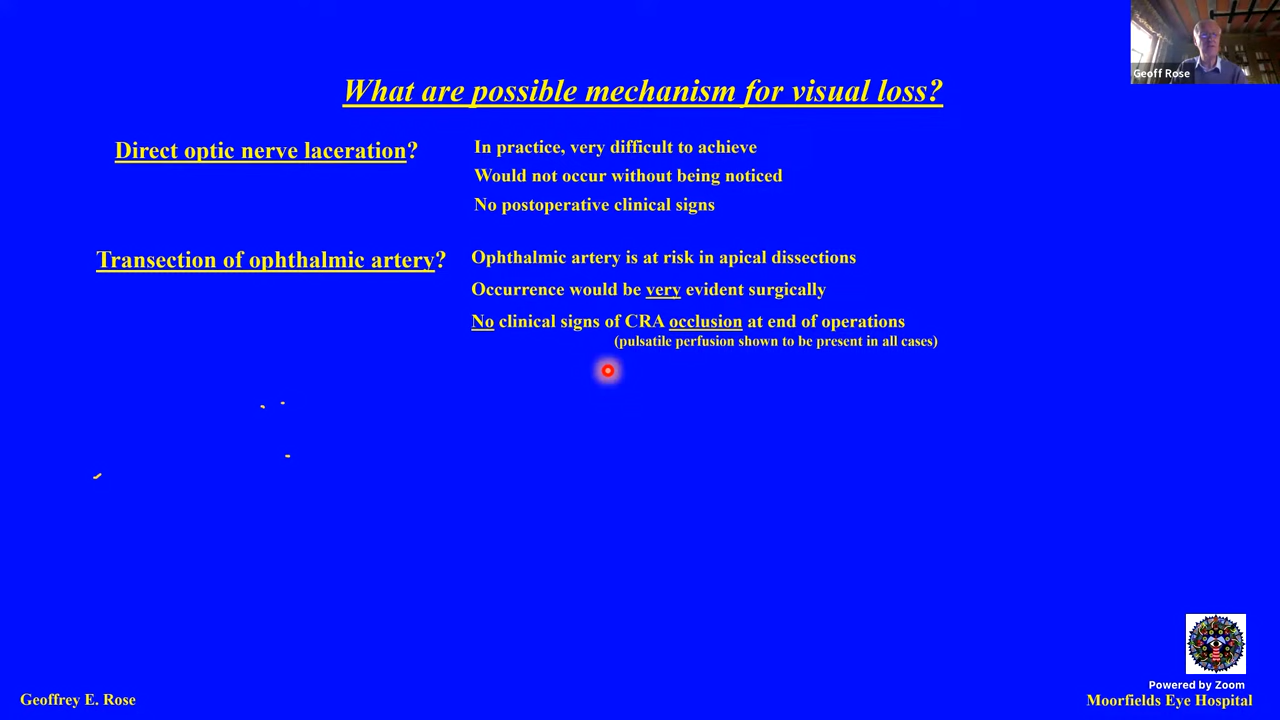 Geoff Rose
What are possible mechanism for visual loss?
Direct optic nerve laceration?
In practice, very difficult to achieve
Would not occur without being noticed
No postoperative clinical signs
Transection of ophthalmic artery?
Ophthalmic artery is at risk in apical dissections
Occurrence would be very evident surgically
No clinical signs of CRA occlusion at end of operations
(pulsatile perfusion shown to be present in all cases)
Powered by Zoom
Geoffrey E. Rose
Moorfields Eye Hospital